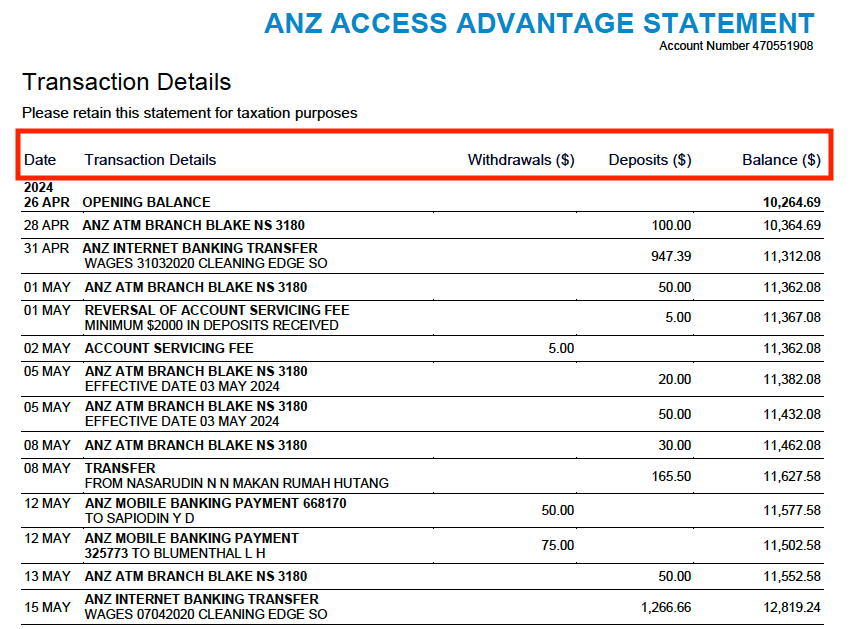 ANZ ACCESS ADVANTAGE STATEMENT
Account Number 470551908
Transaction Details
Please retain this statement for taxation purposes
Date Transaction Details Withdrawals ($) Deposits ($) Balance ($)
2024
26 APR OPENING BALANCE 10,264.69
28 APR ANZ ATM BRANCH BLAKE NS 3180 100.00 10,364.69
31 APR ANZ INTERNET BANKING TRANSFER
WAGES 31032020 CLEANING EDGE SO 947.39 11,312.08
01 MAY ANZ ATM BRANCH BLAKE NS 3180 50.00 11,362.08
01 MAY REVERSAL OF ACCOUNT SERVICING FEE
MINIMUM $2000 IN DEPOSITS RECEIVED 5.00 11,367.08
02 MAY ACCOUNT SERVICING FEE 5.00 11,362.08
05 MAY ANZ ATM BRANCH BLAKE NS 3180
EFFECTIVE DATE 03 MAY 2024 20.00 11,382.08
05 MAY ANZ ATM BRANCH BLAKE NS 3180
EFFECTIVE DATE 03 MAY 2024 50.00 11,432.08
08 MAY ANZ ATM BRANCH BLAKE NS 3180 30.00 11,462.08
08 MAY TRANSFER
FROM NASARUDIN N N MAKAN RUMAH HUTANG 165.50 11,627.58
12 MAY ANZ MOBILE BANKING PAYMENT 668170
TO SAPIODIN Y D 50.00 11,577.58
12 MAY ANZ MOBILE BANKING PAYMENT
325773 TO BLUMENTHAL L H 75.00 11,502.58
13 MAY ANZ ATM BRANCH BLAKE NS 3180 50.00 11,552.58
15 MAY ANZ INTERNET BANKING TRANSFER
WAGES 07042020 CLEANING EDGE SO 1,266.66 12,819.24